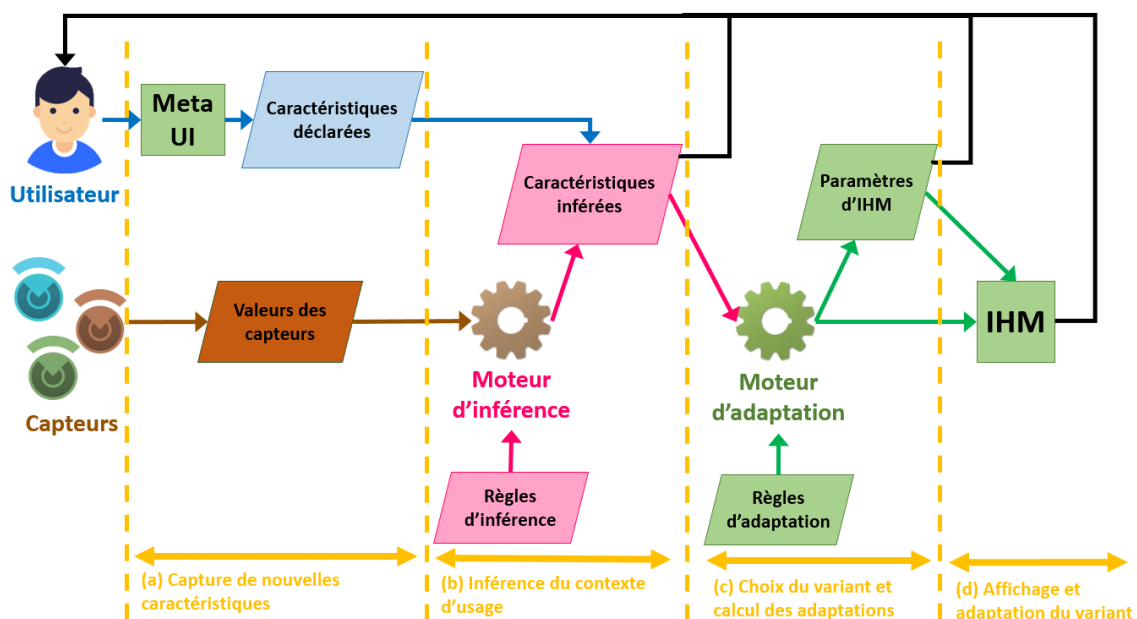 Meta
UI
Caractéristiques
déclarées
Utilisateur
Caractéristiques
inférées
Paramètres
d'IHM
Valeurs des
capteurs
IHM
Capteurs
Moteur
d'inférence
Moteur
d'adaptation
Règles
d'inférence
Règles
d'adaptation
(a) Capture de nouvelles
caractéristiques
(b) Inférence du contexte
d'usage
(c) Choix du variant et
calcul des adaptations
(d) Affichage et
adaptation du variant